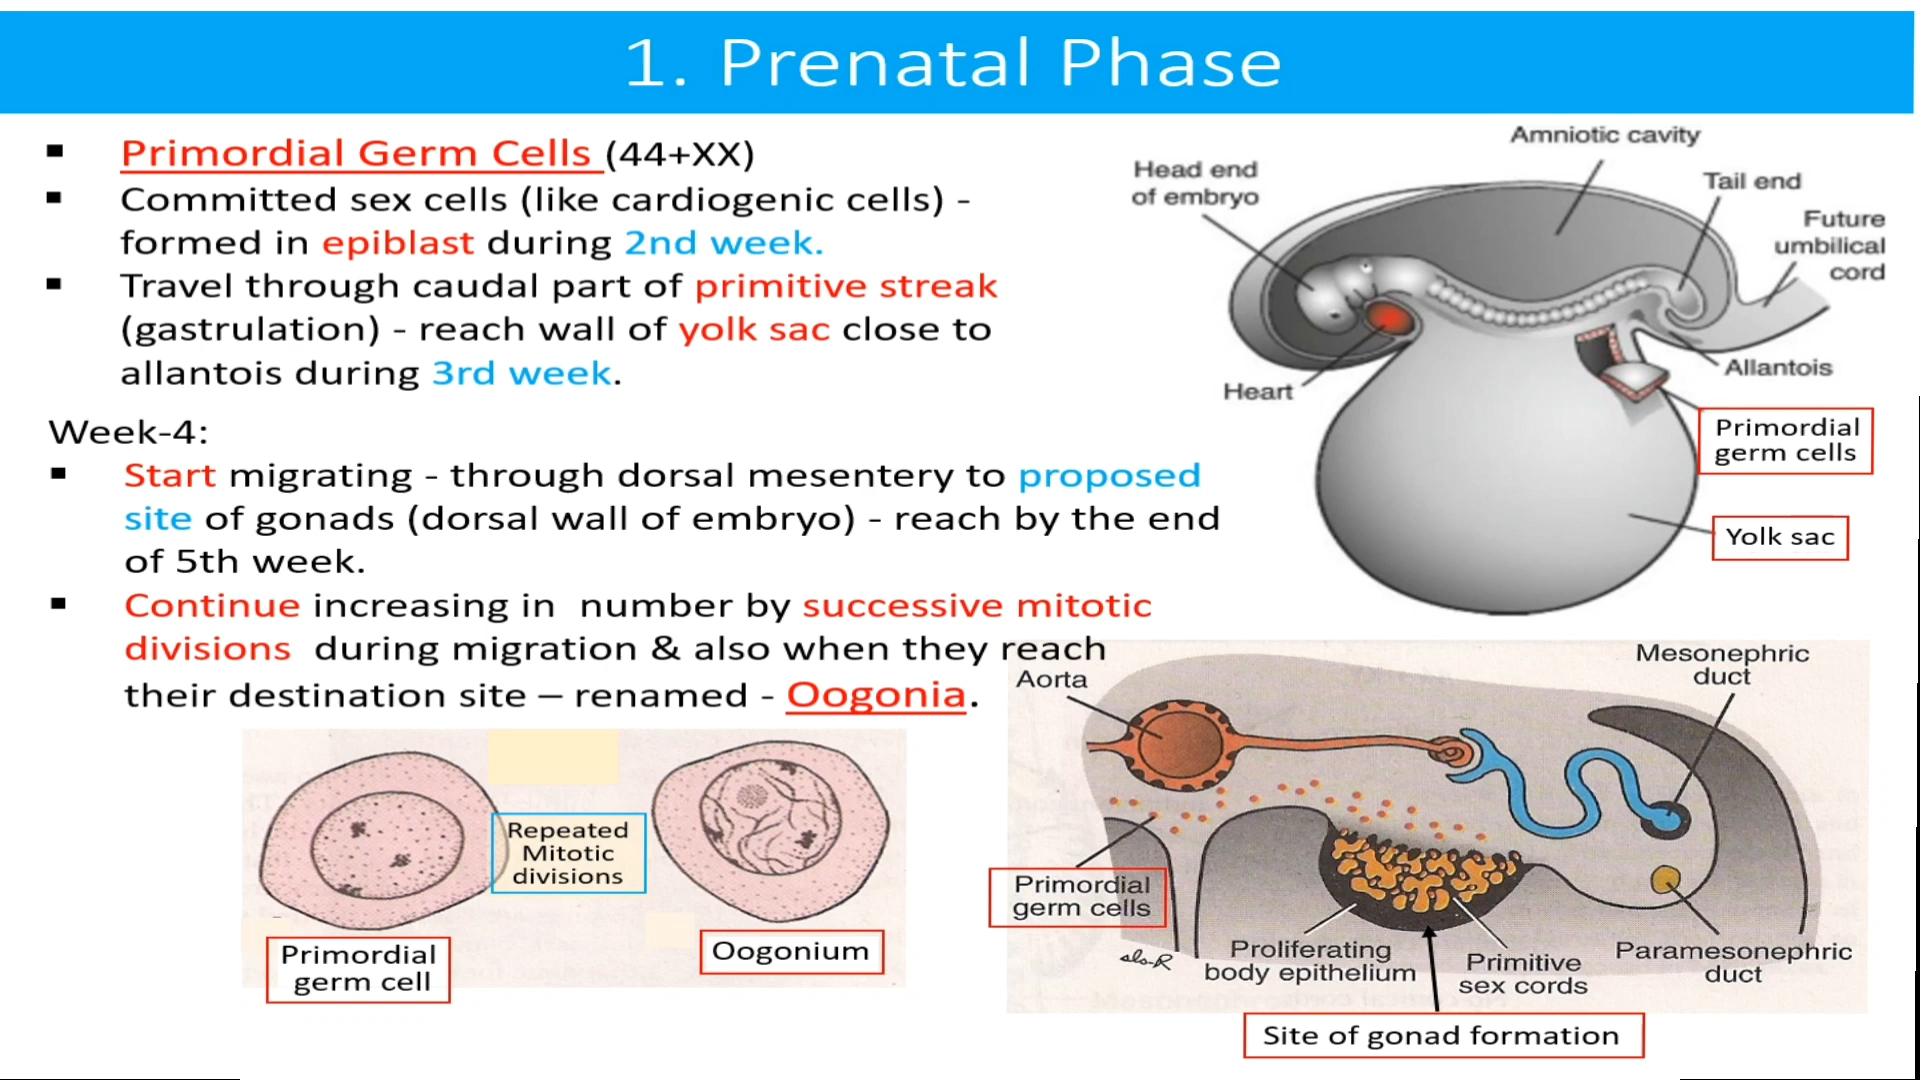 1. Prenatal Phase
Primordial Germ Cells (44+XX)
Committed sex cells (like cardiogenic cells) -
formed in epiblast during 2nd week.
Travel through caudal part of primitive streak
(gastrulation) - reach wall of yolk sac close to
allantois during 3rd week.
Week-4:
Start migrating - through dorsal mesentery to proposed
site of gonads (dorsal wall of embryo) - reach by the end
of 5th week.
Continue increasing in number by successive mitotic
divisions during migration & also when they reach
their destination site – renamed - Oogonia.
Amniotic cavity
Head end
of embryo
Tail end
Future
umbilical
cord
Heart
Allantois
Primordial
germ cells
Yolk sac
Repeated
Mitotic
divisions
Primordial
germ cell
Oogonium
Aorta
Mesonephric
duct
Primordial
germ cells
Proliferating
body epithelium
Primitive
sex cords
Paramesonephric
duct
Site of gonad formation